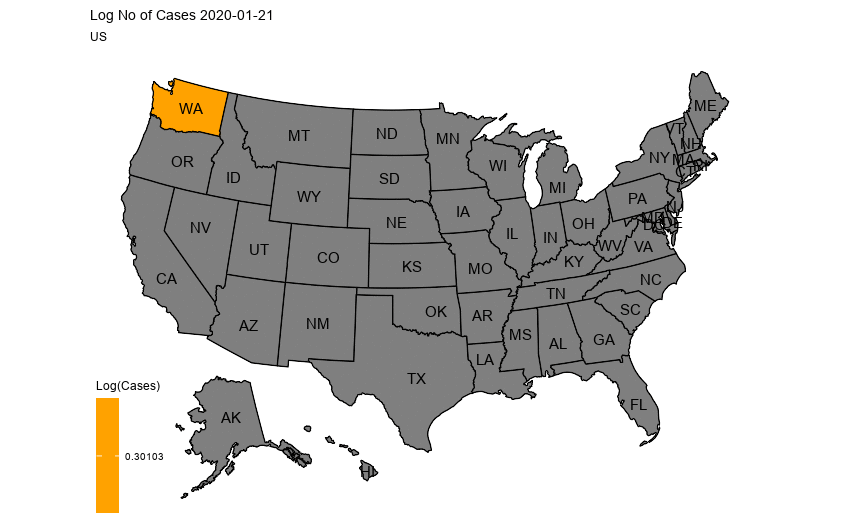 Log No of Cases 2020-01-21
US
WA
MT
ND
MN
ME
VT
NH
NY
MA
CT
RI
OR
ID
WY
SD
WI
MI
PA
NJ
NV
UT
CO
NE
IA
IL
IN
OH
MD
DE
DC
WV
VA
CA
KS
MO
KY
NC
AZ
NM
OK
AR
TN
SC
MS
AL
GA
TX
LA
FL
AK
HI
Log(Cases)
0.30103